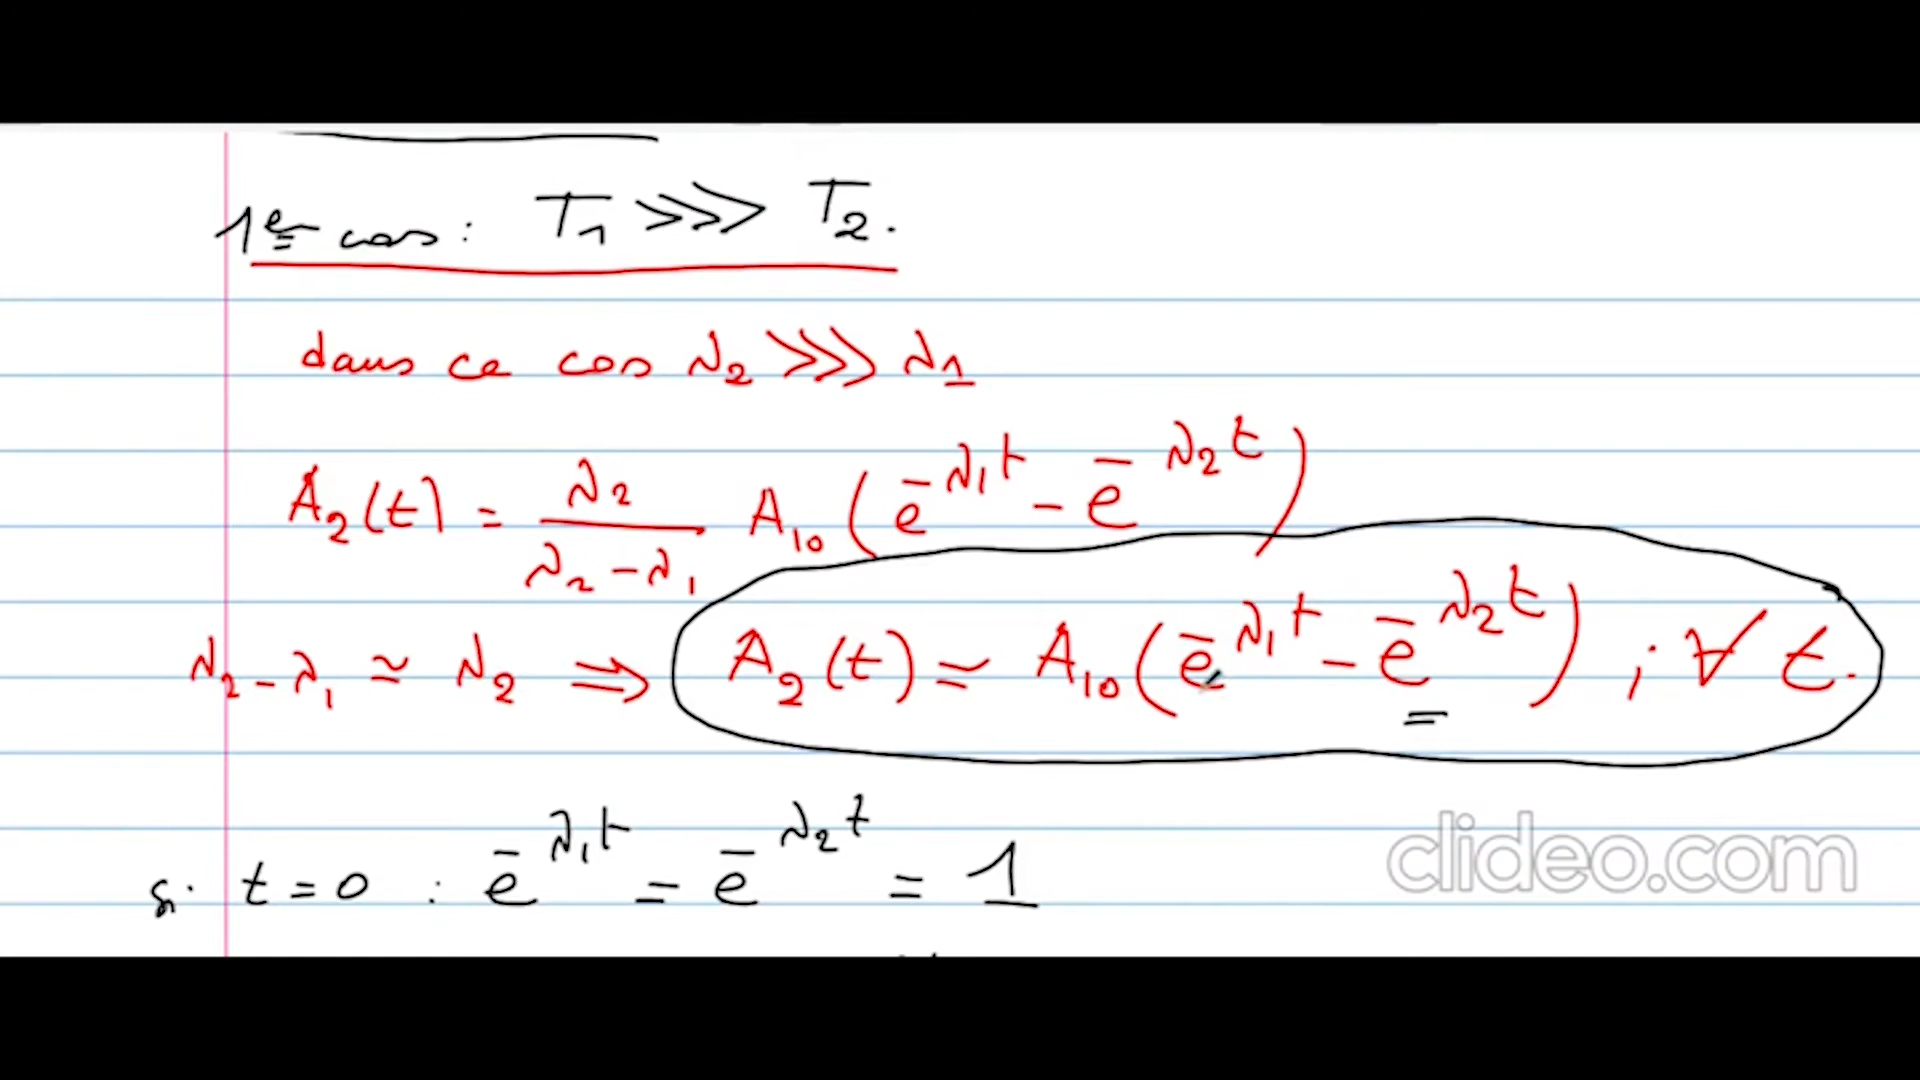 1er cas : T₁ >>> T₂.
dans ce cas λ₂ >>> λ₁
A₂(t) = λ₂/(λ₂ - λ₁) A₁₀ (e^(-λ₁t) - e^(-λ₂t))
λ₂ - λ₁ ≃ λ₂ ⇒ A₂(t) ≃ A₁₀ (e^(-λ₁t) - e^(-λ₂t)) ; ∀ t.
si t = 0 : e^(-λ₁t) = e^(-λ₂t) = 1
clideo.com